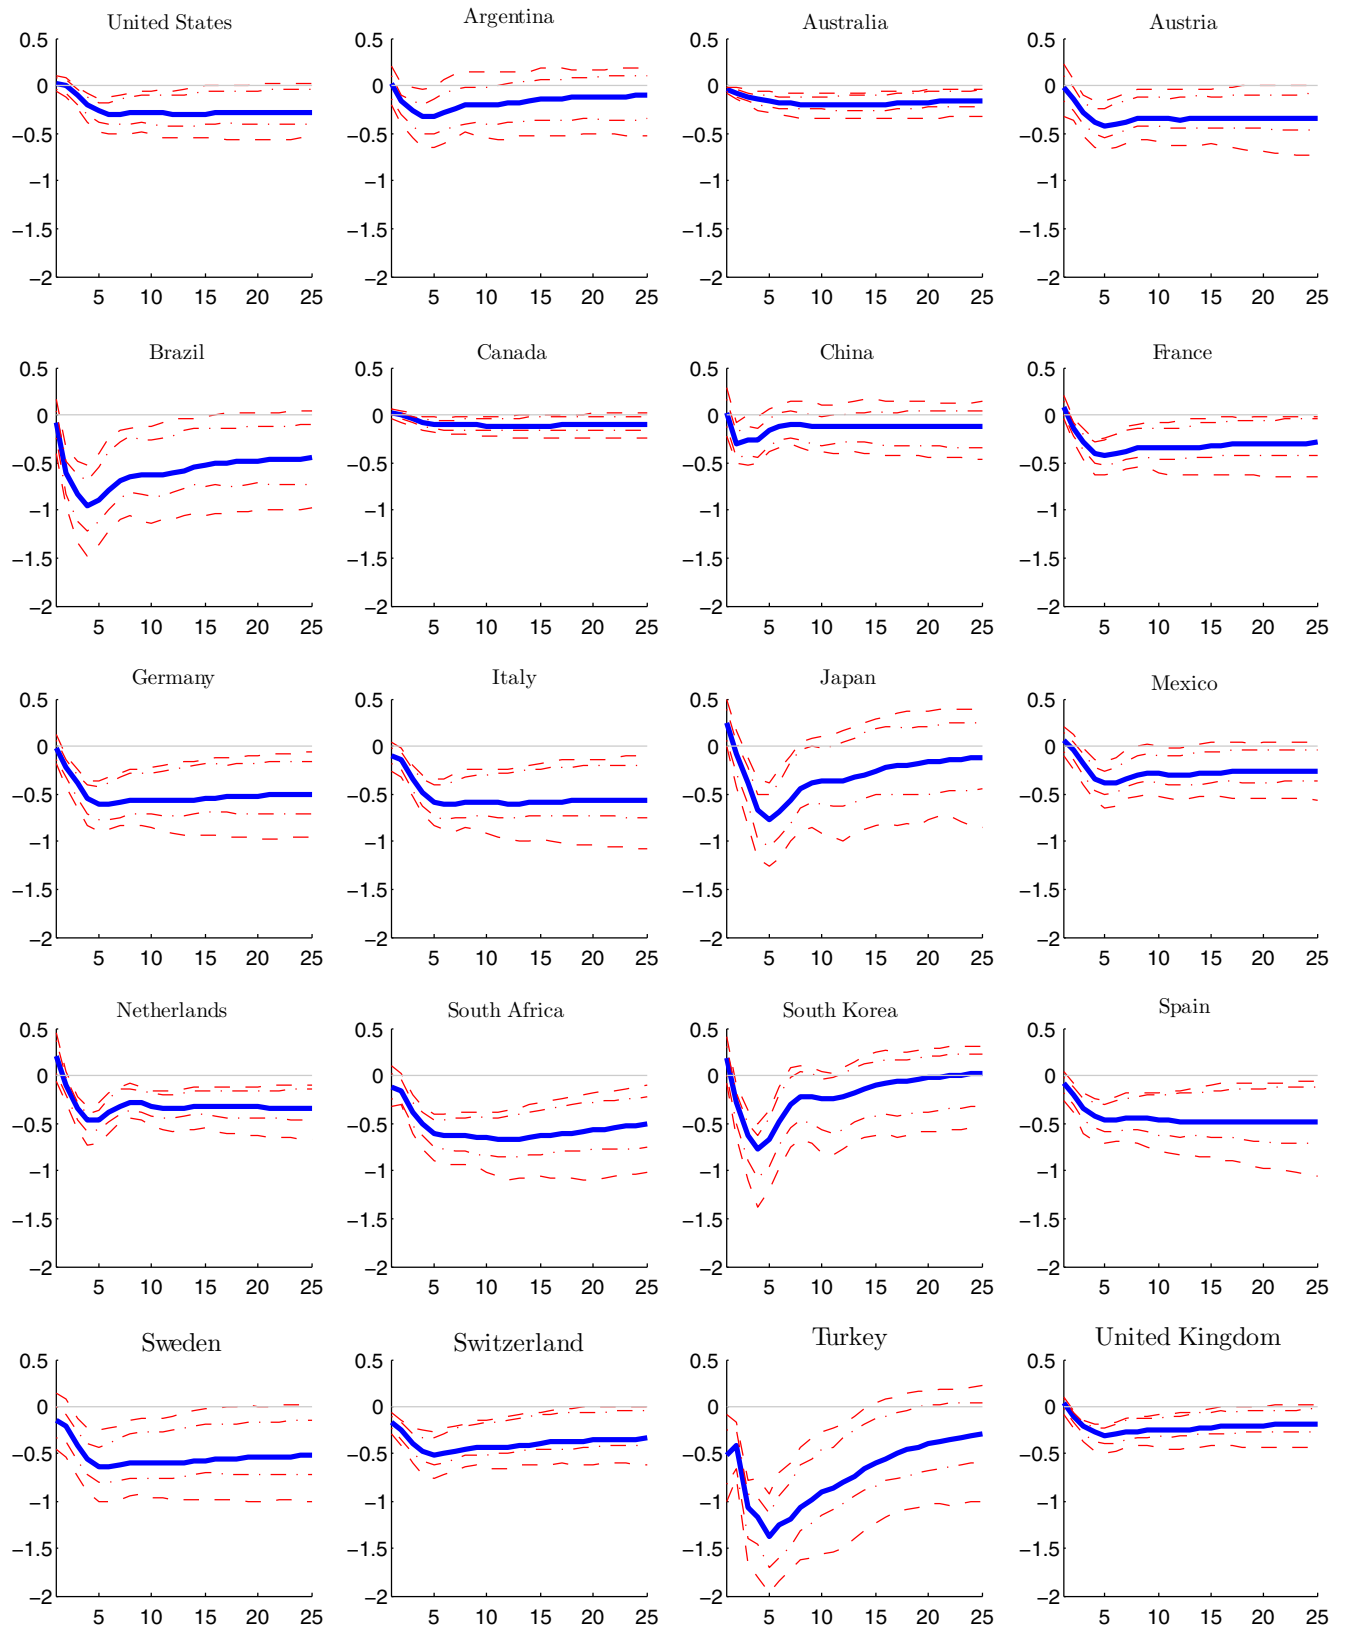 United States
Argentina
Australia
Austria
0.5 0.5 0.5 0.5
0 0 0 0
−0.5 −0.5 −0.5 −0.5
−1 −1 −1 −1
−1.5 −1.5 −1.5 −1.5
−2 −2 −2 −2
5 10 15 20 25 5 10 15 20 25 5 10 15 20 25 5 10 15 20 25
Brazil
Canada
China
France
0.5 0.5 0.5 0.5
0 0 0 0
−0.5 −0.5 −0.5 −0.5
−1 −1 −1 −1
−1.5 −1.5 −1.5 −1.5
−2 −2 −2 −2
5 10 15 20 25 5 10 15 20 25 5 10 15 20 25 5 10 15 20 25
Germany
Italy
Japan
Mexico
0.5 0.5 0.5 0.5
0 0 0 0
−0.5 −0.5 −0.5 −0.5
−1 −1 −1 −1
−1.5 −1.5 −1.5 −1.5
−2 −2 −2 −2
5 10 15 20 25 5 10 15 20 25 5 10 15 20 25 5 10 15 20 25
Netherlands
South Africa
South Korea
Spain
0.5 0.5 0.5 0.5
0 0 0 0
−0.5 −0.5 −0.5 −0.5
−1 −1 −1 −1
−1.5 −1.5 −1.5 −1.5
−2 −2 −2 −2
5 10 15 20 25 5 10 15 20 25 5 10 15 20 25 5 10 15 20 25
Sweden
Switzerland
Turkey
United Kingdom
0.5 0.5 0.5 0.5
0 0 0 0
−0.5 −0.5 −0.5 −0.5
−1 −1 −1 −1
−1.5 −1.5 −1.5 −1.5
−2 −2 −2 −2
5 10 15 20 25 5 10 15 20 25 5 10 15 20 25 5 10 15 20 25